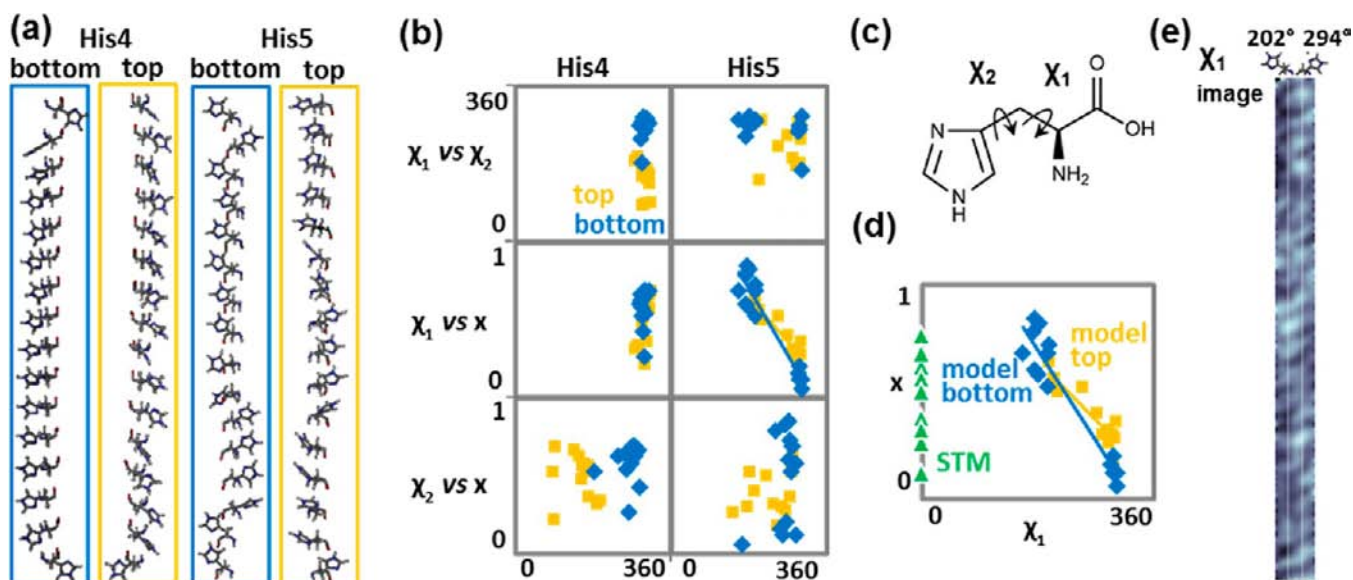 (a)
His4 His5
bottom top bottom top
(b)
His4 His5
360
χ1 vs χ2
top
bottom
0
1
χ1 vs x
0
1
χ2 vs x
0
0 360 0 360
(c)
χ2 χ1
O
OH
N
NH2
N
H
(d)
1
model
top
model
bottom
x
STM
0
0 360
χ1
(e)
202° 294°
χ1
image